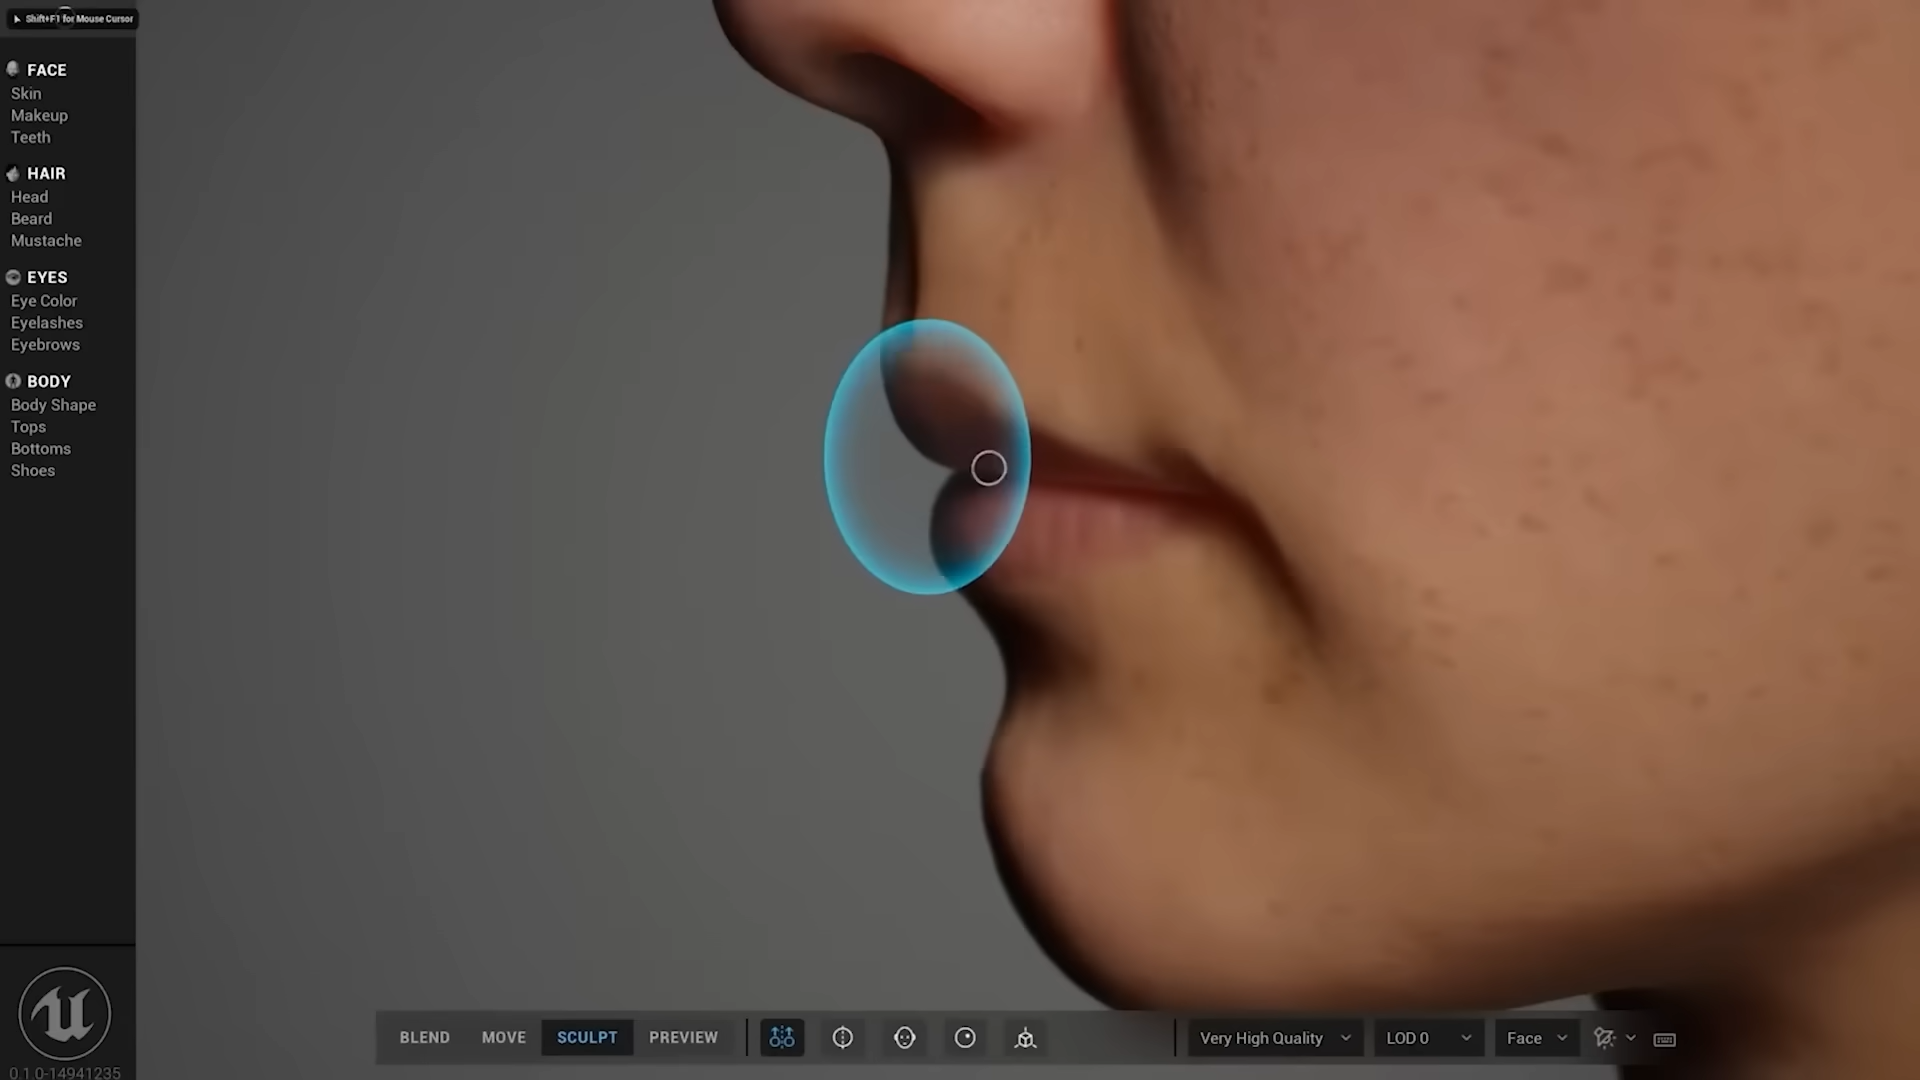 Shift+F1 for Mouse Cursor
FACE
Skin
Makeup
Teeth
HAIR
Head
Beard
Mustache
EYES
Eye Color
Eyelashes
Eyebrows
BODY
Body Shape
Tops
Bottoms
Shoes
0.1.0-14941235
BLEND MOVE SCULPT PREVIEW Very High Quality LOD 0 Face